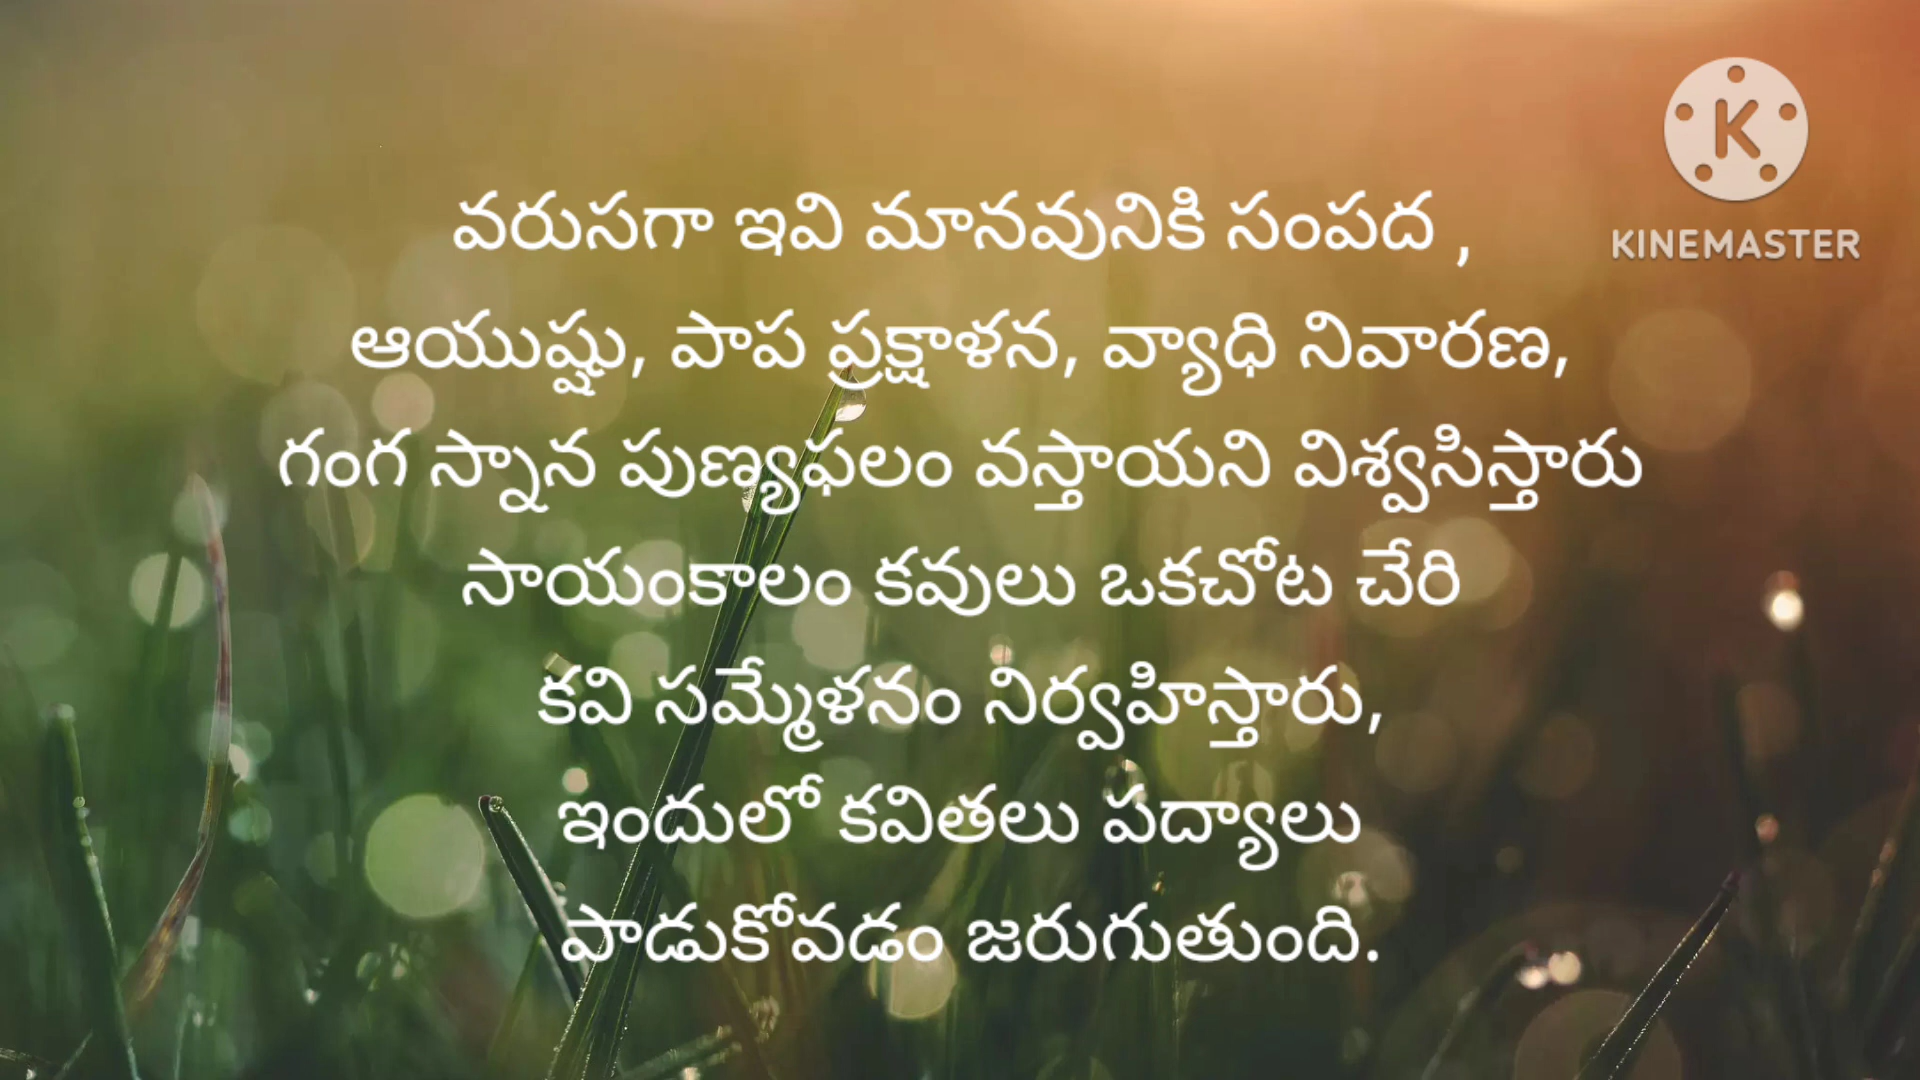 వరుసగా ఇవి మానవునికి సంపద ,
ఆయుష్షు, పాప ప్రక్షాళన, వ్యాధి నివారణ,
గంగ స్నాన పుణ్యఫలం వస్తాయని విశ్వసిస్తారు
సాయంకాలం కవులు ఒకచోట చేరి
కవి సమ్మేళనం నిర్వహిస్తారు,
ఇందులో కవితలు పద్యాలు
పాడుకోవడం జరుగుతుంది.
K
KINEMASTER